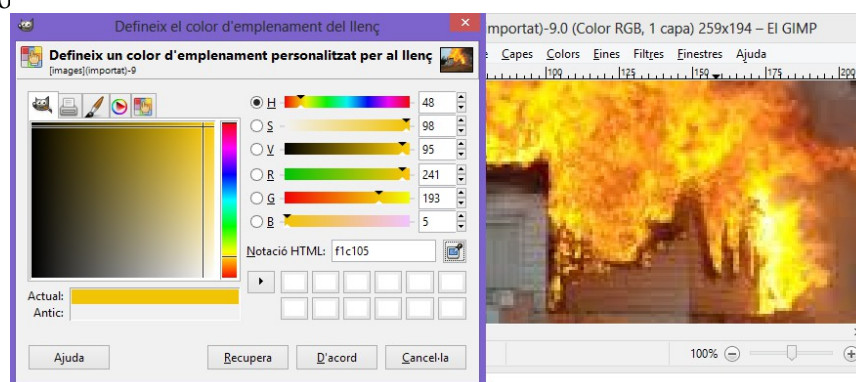 Defineix el color d'emplenament del llenç
Defineix un color d'emplenament personalitzat per al llenç
[images](importat)-9
H 48
S 98
V 95
R 241
G 193
B 5
Notació HTML: f1c105
Actual:
Antic:
Ajuda Recupera D'acord Cancel·la
mportat)-9.0 (Color RGB, 1 capa) 259x194 – El GIMP
Capes Colors Eines Filtres Finestres Ajuda
100 125 150 175 200
100%